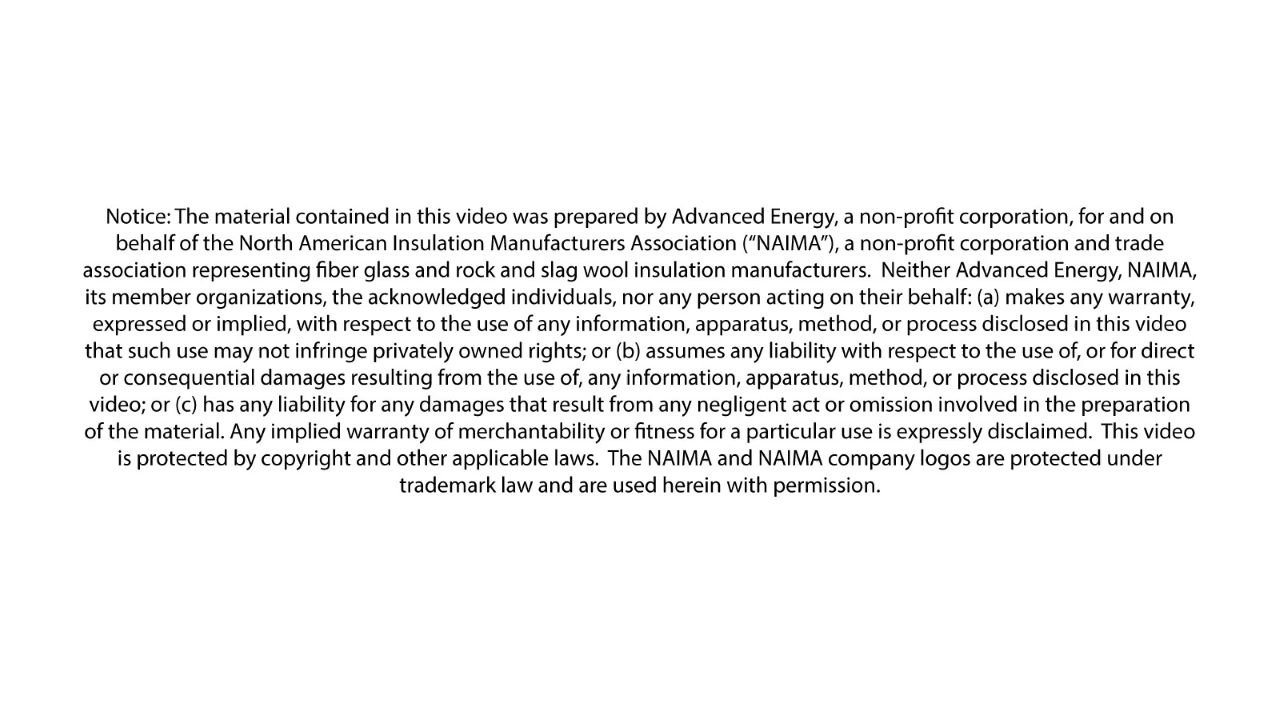 Notice: The material contained in this video was prepared by Advanced Energy, a non-profit corporation, for and on
behalf of the North American Insulation Manufacturers Association (“NAIMA”), a non-profit corporation and trade
association representing fiber glass and rock and slag wool insulation manufacturers.  Neither Advanced Energy, NAIMA,
its member organizations, the acknowledged individuals, nor any person acting on their behalf: (a) makes any warranty,
expressed or implied, with respect to the use of any information, apparatus, method, or process disclosed in this video
that such use may not infringe privately owned rights; or (b) assumes any liability with respect to the use of, or for direct
or consequential damages resulting from the use of, any information, apparatus, method, or process disclosed in this
video; or (c) has any liability for any damages that result from any negligent act or omission involved in the preparation
of the material. Any implied warranty of merchantability or fitness for a particular use is expressly disclaimed.  This video
is protected by copyright and other applicable laws.  The NAIMA and NAIMA company logos are protected under
trademark law and are used herein with permission.